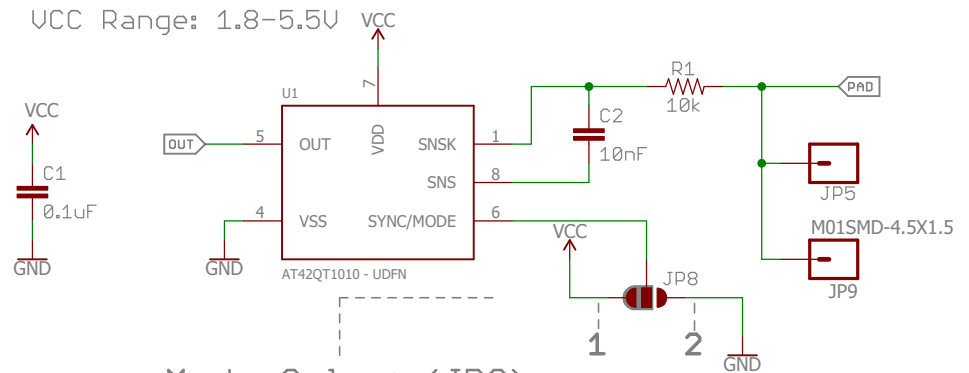 VCC Range: 1.8-5.5V
VCC
7
U1
VDD
R1
10k
PAD
VCC
C1
0.1uF
GND
OUT
5
OUT
SNSK
1
C2
10nF
SNS
8
JP5
4
VSS
SYNC/MODE
6
GND
AT42QT1010 - UDFN
VCC
M01SMD-4.5X1.5
JP9
JP8
1
2
GND